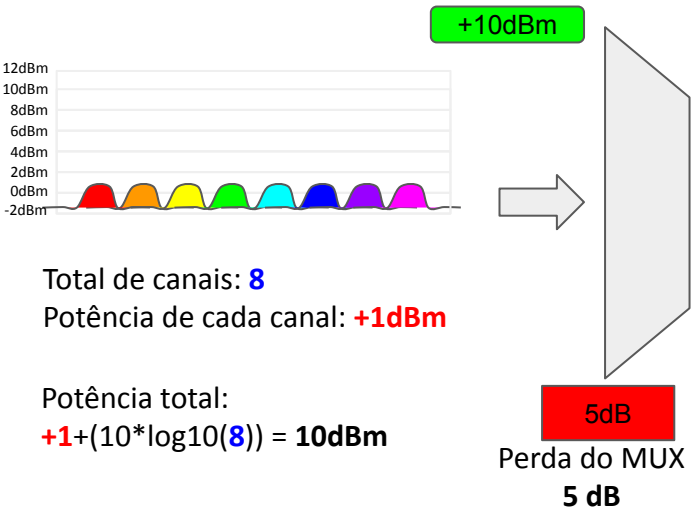 +10dBm
12dBm
10dBm
8dBm
6dBm
4dBm
2dBm
0dBm
-2dBm
Total de canais: 8
Potência de cada canal: +1dBm
Potência total:
+1+(10*log10(8)) = 10dBm
5dB
Perda do MUX
5 dB